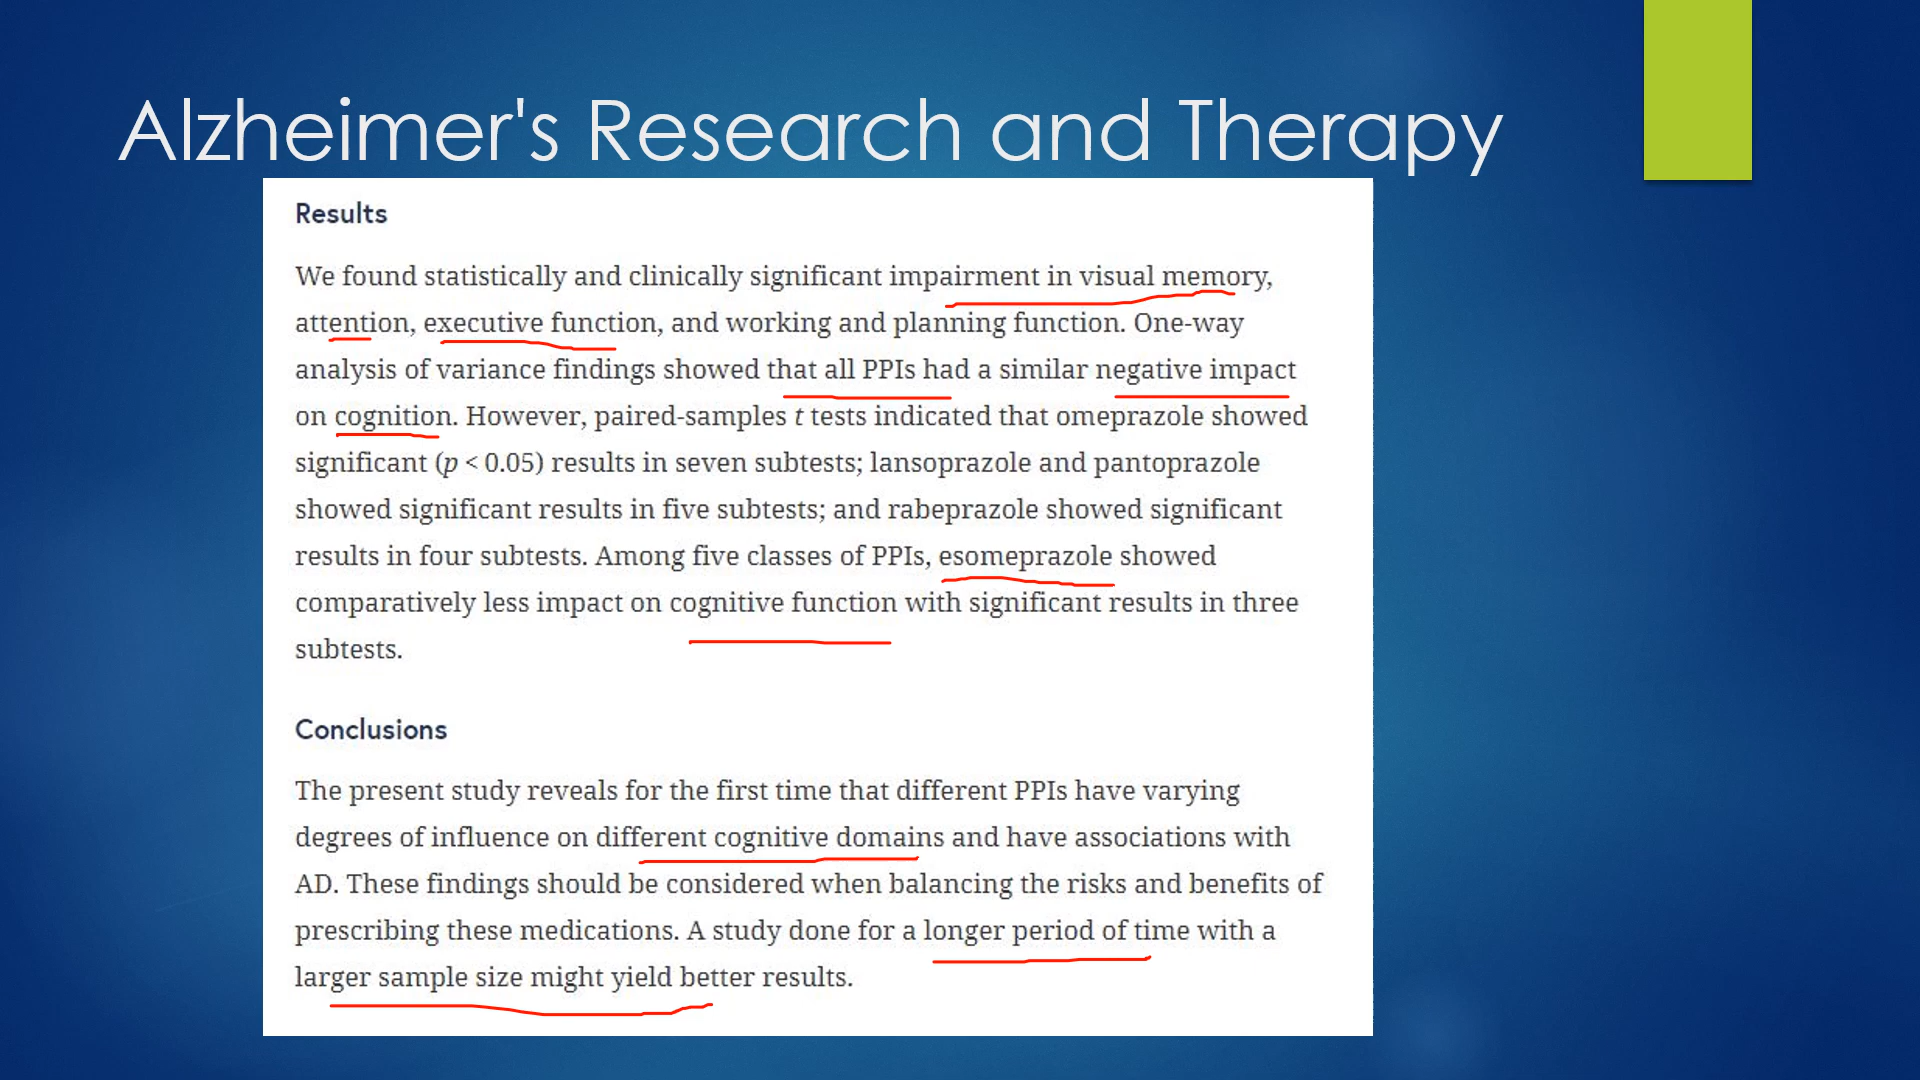 Alzheimer's Research and Therapy
Results
We found statistically and clinically significant impairment in visual memory,
attention, executive function, and working and planning function. One-way
analysis of variance findings showed that all PPIs had a similar negative impact
on cognition. However, paired-samples t tests indicated that omeprazole showed
significant (p < 0.05) results in seven subtests; lansoprazole and pantoprazole
showed significant results in five subtests; and rabeprazole showed significant
results in four subtests. Among five classes of PPIs, esomeprazole showed
comparatively less impact on cognitive function with significant results in three
subtests.
Conclusions
The present study reveals for the first time that different PPIs have varying
degrees of influence on different cognitive domains and have associations with
AD. These findings should be considered when balancing the risks and benefits of
prescribing these medications. A study done for a longer period of time with a
larger sample size might yield better results.